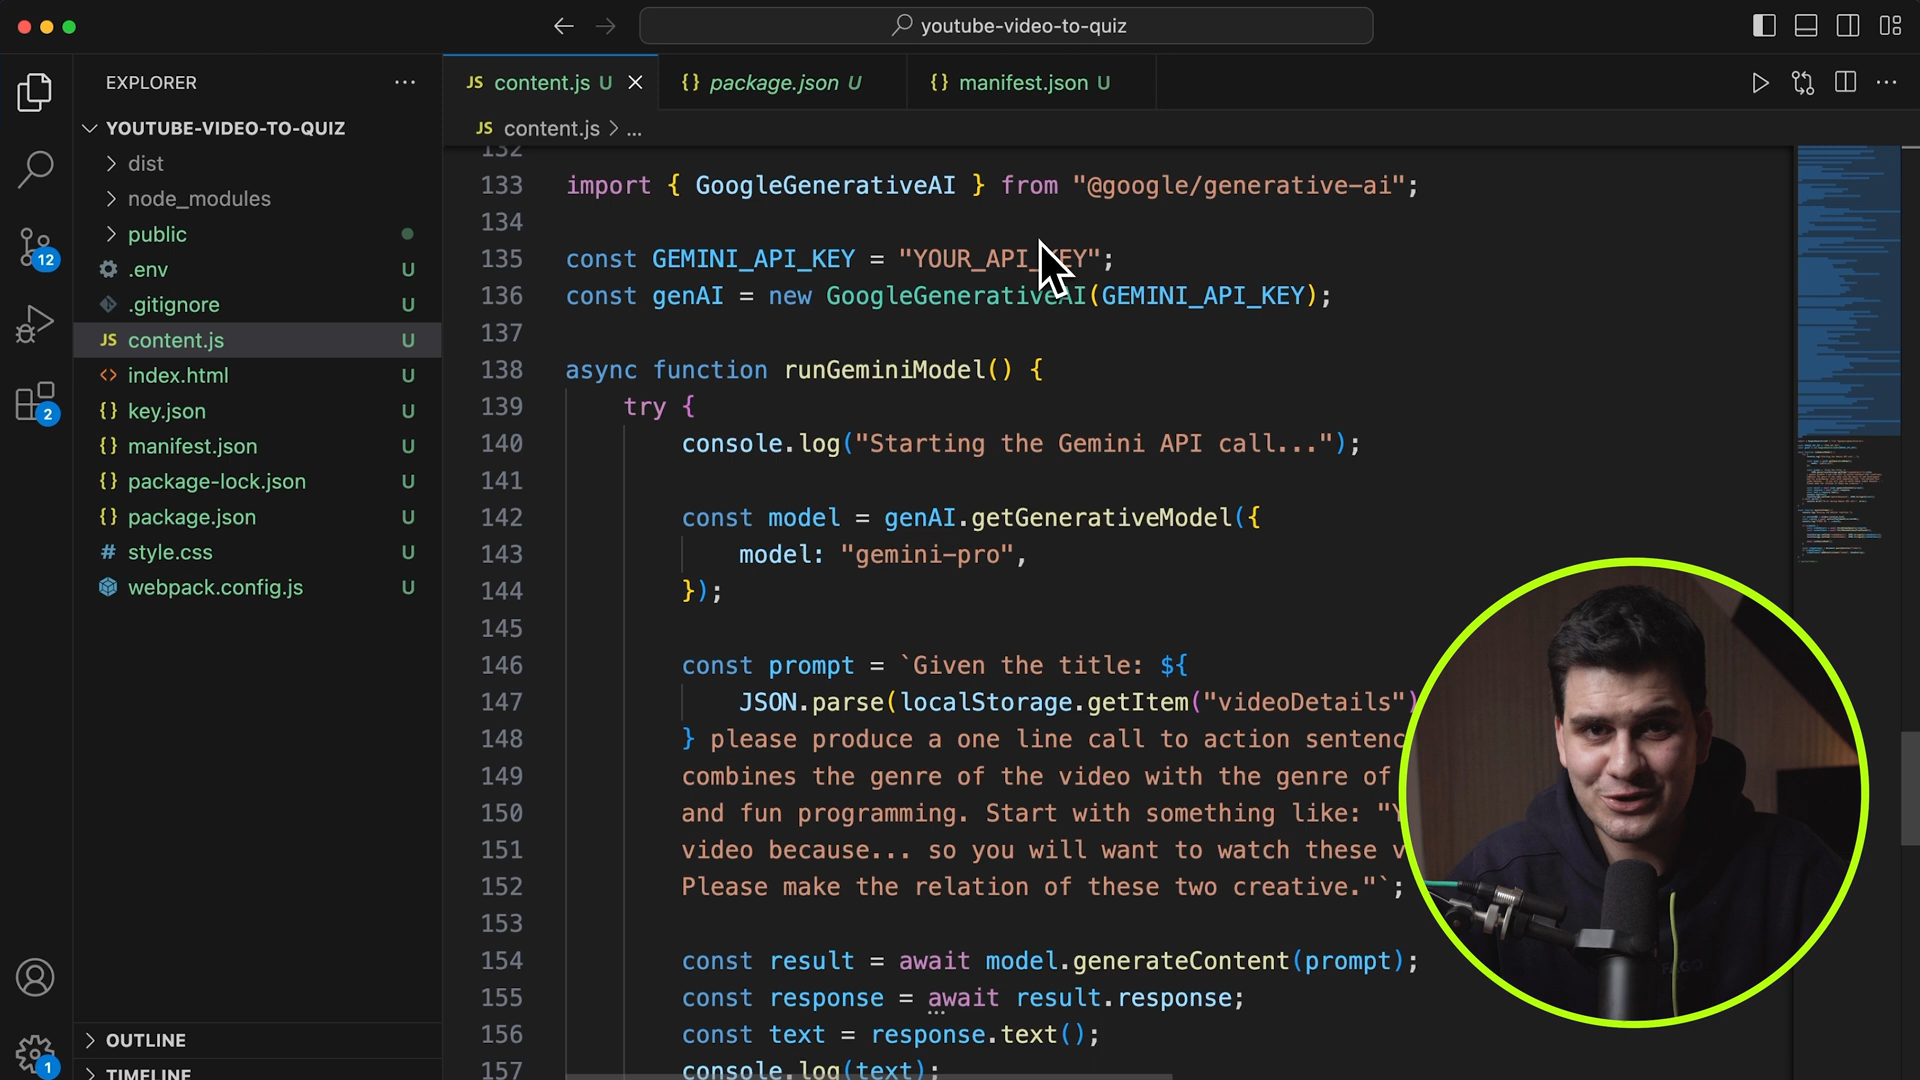 youtube-video-to-quiz
EXPLORER
JS content.js U
{} package.json U
{} manifest.json U
YOUTUBE-VIDEO-TO-QUIZ
JS content.js > ...
dist
node_modules
public
.env U
.gitignore U
JS content.js U
<> index.html U
{} key.json U
{} manifest.json U
{} package-lock.json U
{} package.json U
# style.css U
webpack.config.js U
12
2
1
OUTLINE
TIMELINE
132
133 import { GoogleGenerativeAI } from "@google/generative-ai";
134
135 const GEMINI_API_KEY = "YOUR_API_KEY";
136 const genAI = new GoogleGenerativeAI(GEMINI_API_KEY);
137
138 async function runGeminiModel() {
139 try {
140 console.log("Starting the Gemini API call...");
141
142 const model = genAI.getGenerativeModel({
143 model: "gemini-pro",
144 });
145
146 const prompt = `Given the title: ${
147 JSON.parse(localStorage.getItem("videoDetails")
148 } please produce a one line call to action sentenc
149 combines the genre of the video with the genre of
150 and fun programming. Start with something like: "Y
151 video because... so you will want to watch these v
152 Please make the relation of these two creative."`;
153
154 const result = await model.generateContent(prompt);
155 const response = await result.response;
156 const text = response.text();
157 console.log(text);